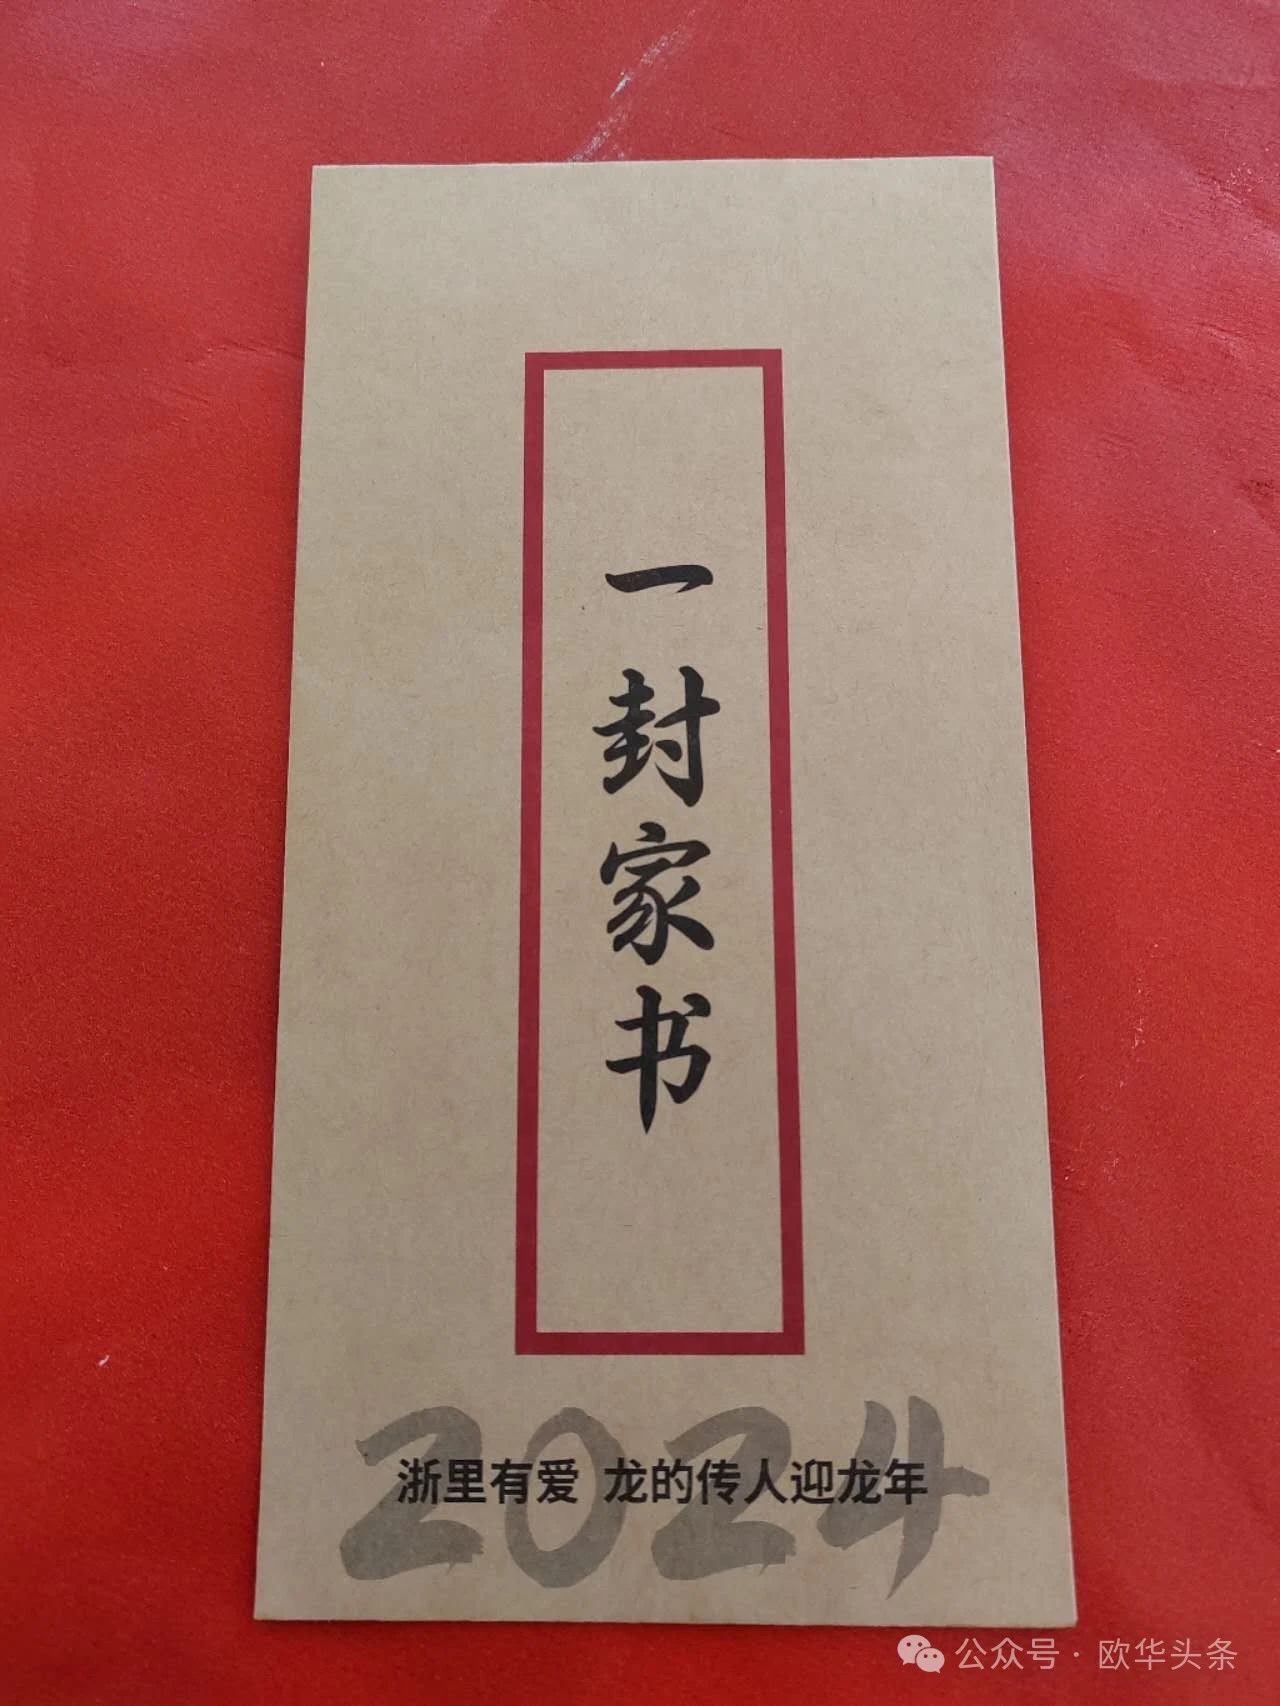 一封家书
2024
浙里有爱 龙的传人迎龙年
公众号·欧华头条